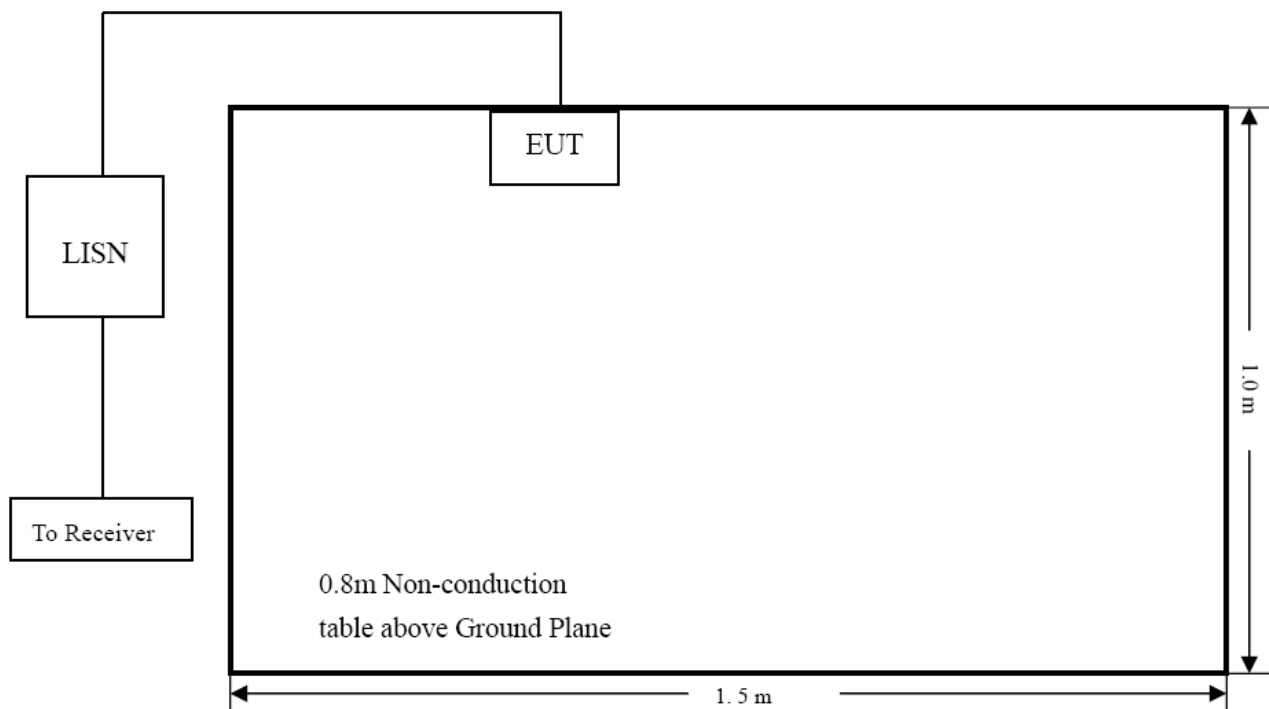 EUT
LISN
1.0 m
To Receiver
0.8m Non-conduction
table above Ground Plane
1. 5 m